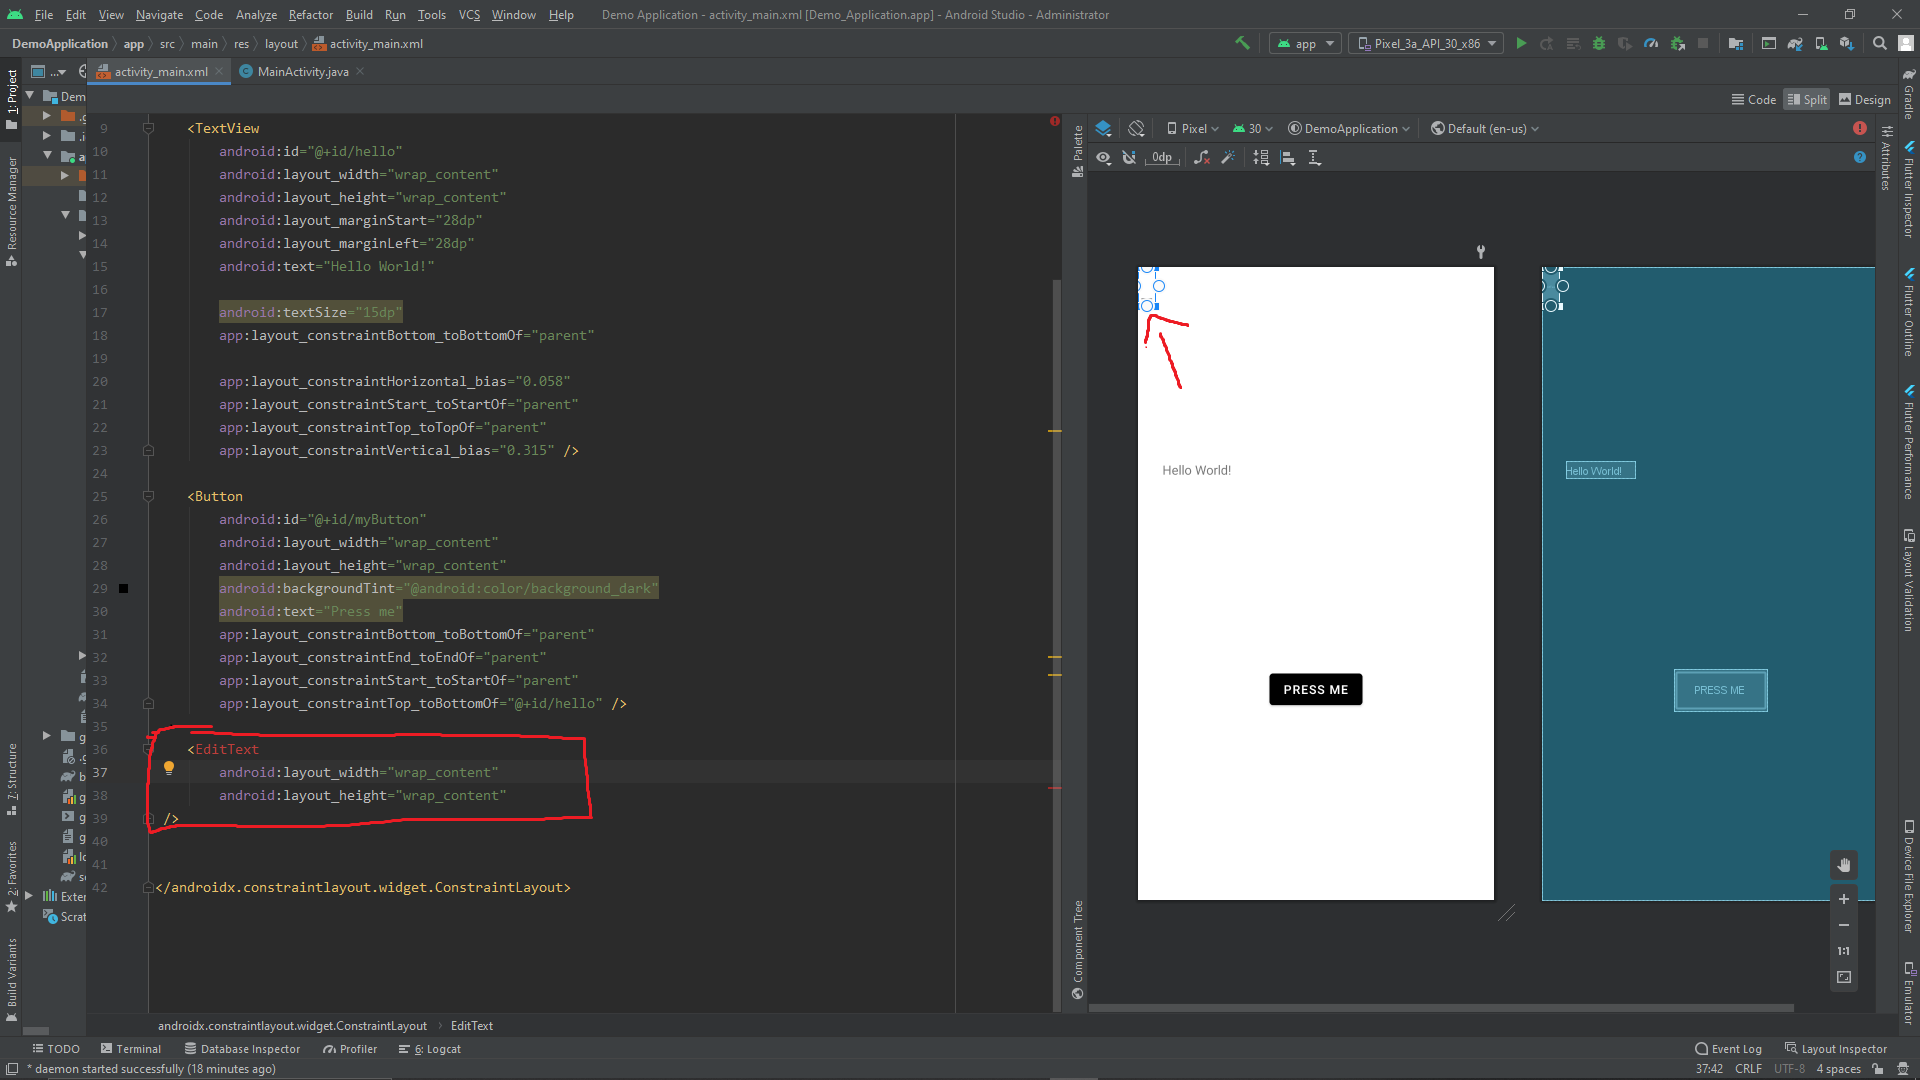 File Edit View Navigate Code Analyze Refactor Build Run Tools VCS Window Help Demo Application - activity_main.xml [Demo_Application.app] - Android Studio - Administrator
DemoApplication app src main res layout activity_main.xml app Pixel_3a_API_30_x86
... activity_main.xml MainActivity.java
Code Split Design
1: Project
Resource Manager
7: Structure
2: Favorites
Build Variants
Dem
Exter
Scrat
9 <TextView
10 android:id="@+id/hello"
11 android:layout_width="wrap_content"
12 android:layout_height="wrap_content"
13 android:layout_marginStart="28dp"
14 android:layout_marginLeft="28dp"
15 android:text="Hello World!"
16
17 android:textSize="15dp"
18 app:layout_constraintBottom_toBottomOf="parent"
19
20 app:layout_constraintHorizontal_bias="0.058"
21 app:layout_constraintStart_toStartOf="parent"
22 app:layout_constraintTop_toTopOf="parent"
23 app:layout_constraintVertical_bias="0.315" />
24
25 <Button
26 android:id="@+id/myButton"
27 android:layout_width="wrap_content"
28 android:layout_height="wrap_content"
29 android:backgroundTint="@android:color/background_dark"
30 android:text="Press me"
31 app:layout_constraintBottom_toBottomOf="parent"
32 app:layout_constraintEnd_toEndOf="parent"
33 app:layout_constraintStart_toStartOf="parent"
34 app:layout_constraintTop_toBottomOf="@+id/hello" />
35
36 <EditText
37 android:layout_width="wrap_content"
38 android:layout_height="wrap_content"
39 />
40
41
42 </androidx.constraintlayout.widget.ConstraintLayout>
Palette
Component Tree
Pixel 30 DemoApplication Default (en-us)
0dp
Hello World!
PRESS ME
Hello World!
PRESS ME
1:1
Attributes
Gradle
Flutter Inspector
Flutter Outline
Flutter Performance
Layout Validation
Device File Explorer
Emulator
androidx.constraintlayout.widget.ConstraintLayout EditText
TODO Terminal Database Inspector Profiler 6: Logcat Event Log Layout Inspector
* daemon started successfully (18 minutes ago) 37:42 CRLF UTF-8 4 spaces